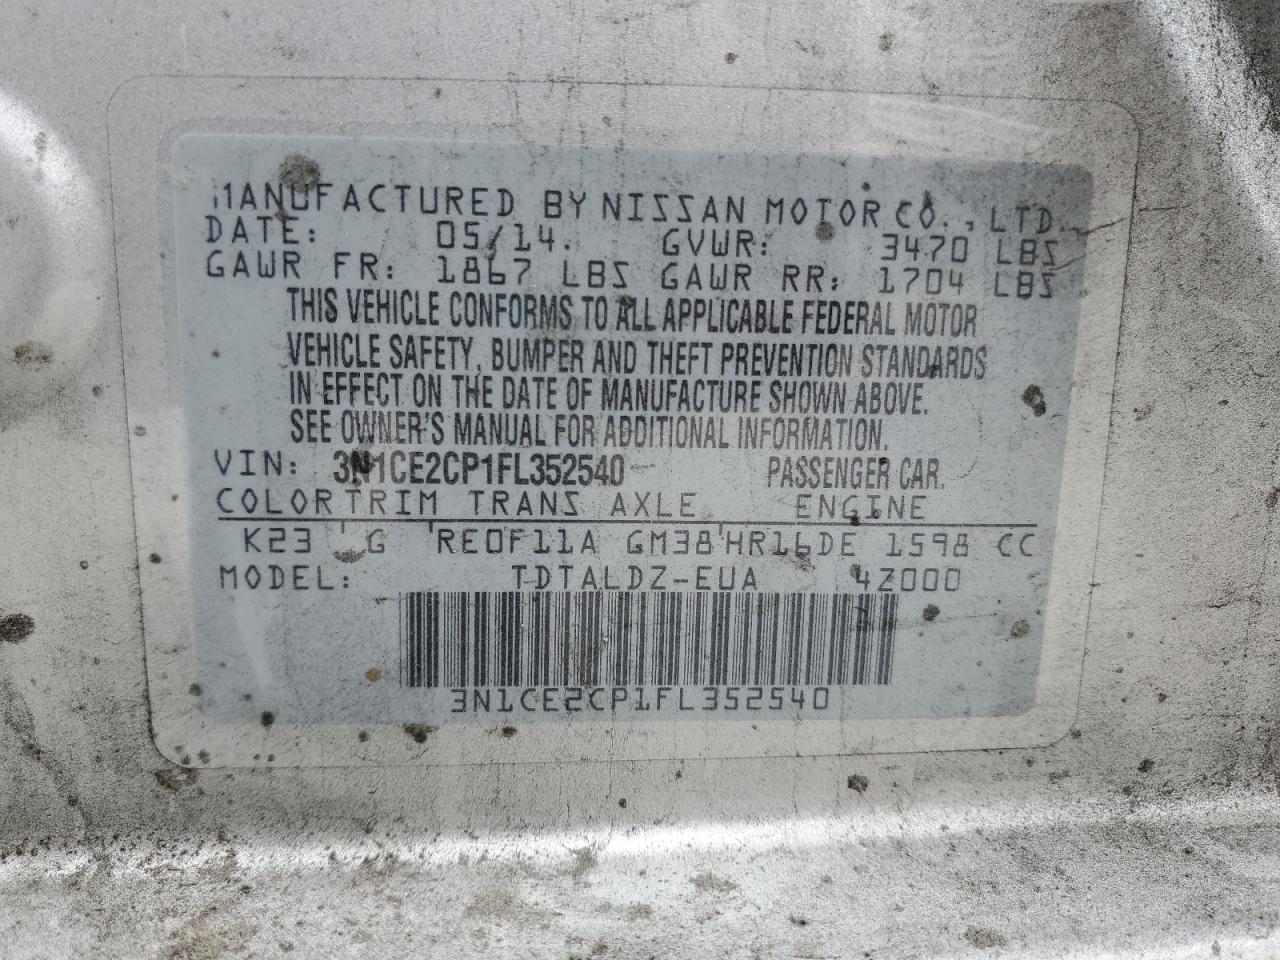 MANUFACTURED BY NISSAN MOTOR CO., LTD.
DATE: 05/14. GVWR: 3470 LBS
GAWR FR: 1867 LBS GAWR RR: 1704 LBS
THIS VEHICLE CONFORMS TO ALL APPLICABLE FEDERAL MOTOR
VEHICLE SAFETY, BUMPER AND THEFT PREVENTION STANDARDS
IN EFFECT ON THE DATE OF MANUFACTURE SHOWN ABOVE.
SEE OWNER'S MANUAL FOR ADDITIONAL INFORMATION.
VIN: 3N1CE2CP1FL352540 PASSENGER CAR.
COLOR TRIM TRANS AXLE ENGINE
K23 G RE0F11A GM38 HR16DE 1598 CC
MODEL: TDTALDZ-EUA 4Z000
3N1CE2CP1FL352540